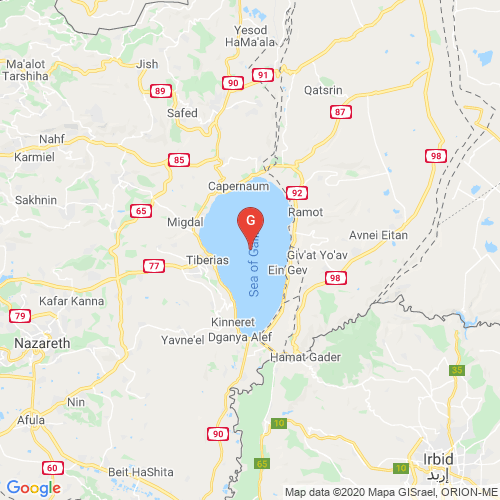 Yesod
HaMa'ala
Ma'alot
Tarshiha
Jish
91
90
89
Qatsrin
Safed
87
Nahf
Karmiel
85
98
Capernaum
92
Sakhnin
65
Migdal
Ramot
G
Avnei Eitan
Sea of Gali
Tiberias
Giv'at Yo'av
77
Ein Gev
98
Kafar Kanna
79
Kinneret
Nazareth
Yavne'el
Dganya Alef
Hamat Gader
35
Nin
Afula
10
90
Irbid
إربد
60
Beit HaShita
65
10
Google
Map data ©2020 Mapa GISrael, ORION-ME